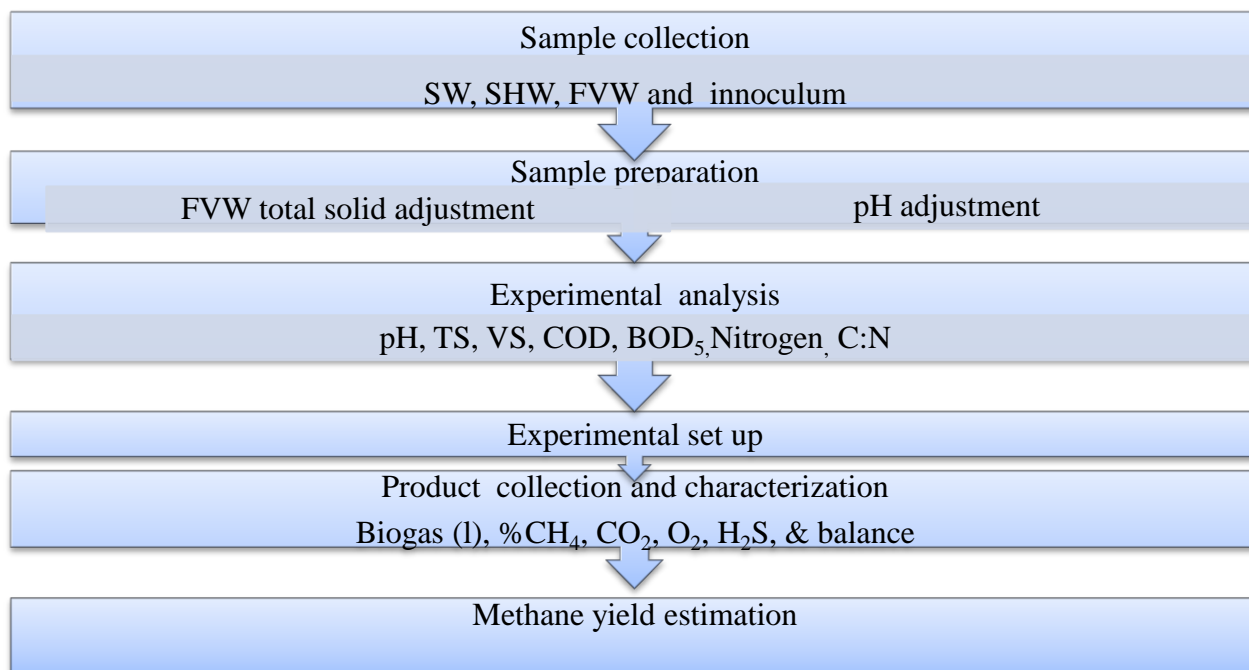 Sample collection
SW, SHW, FVW and innoculum
Sample preparation
FVW total solid adjustment pH adjustment
Experimental analysis
pH, TS, VS, COD, BOD₅,Nitrogen, C:N
Experimental set up
Product collection and characterization
Biogas (l), %CH₄, CO₂, O₂, H₂S, & balance
Methane yield estimation